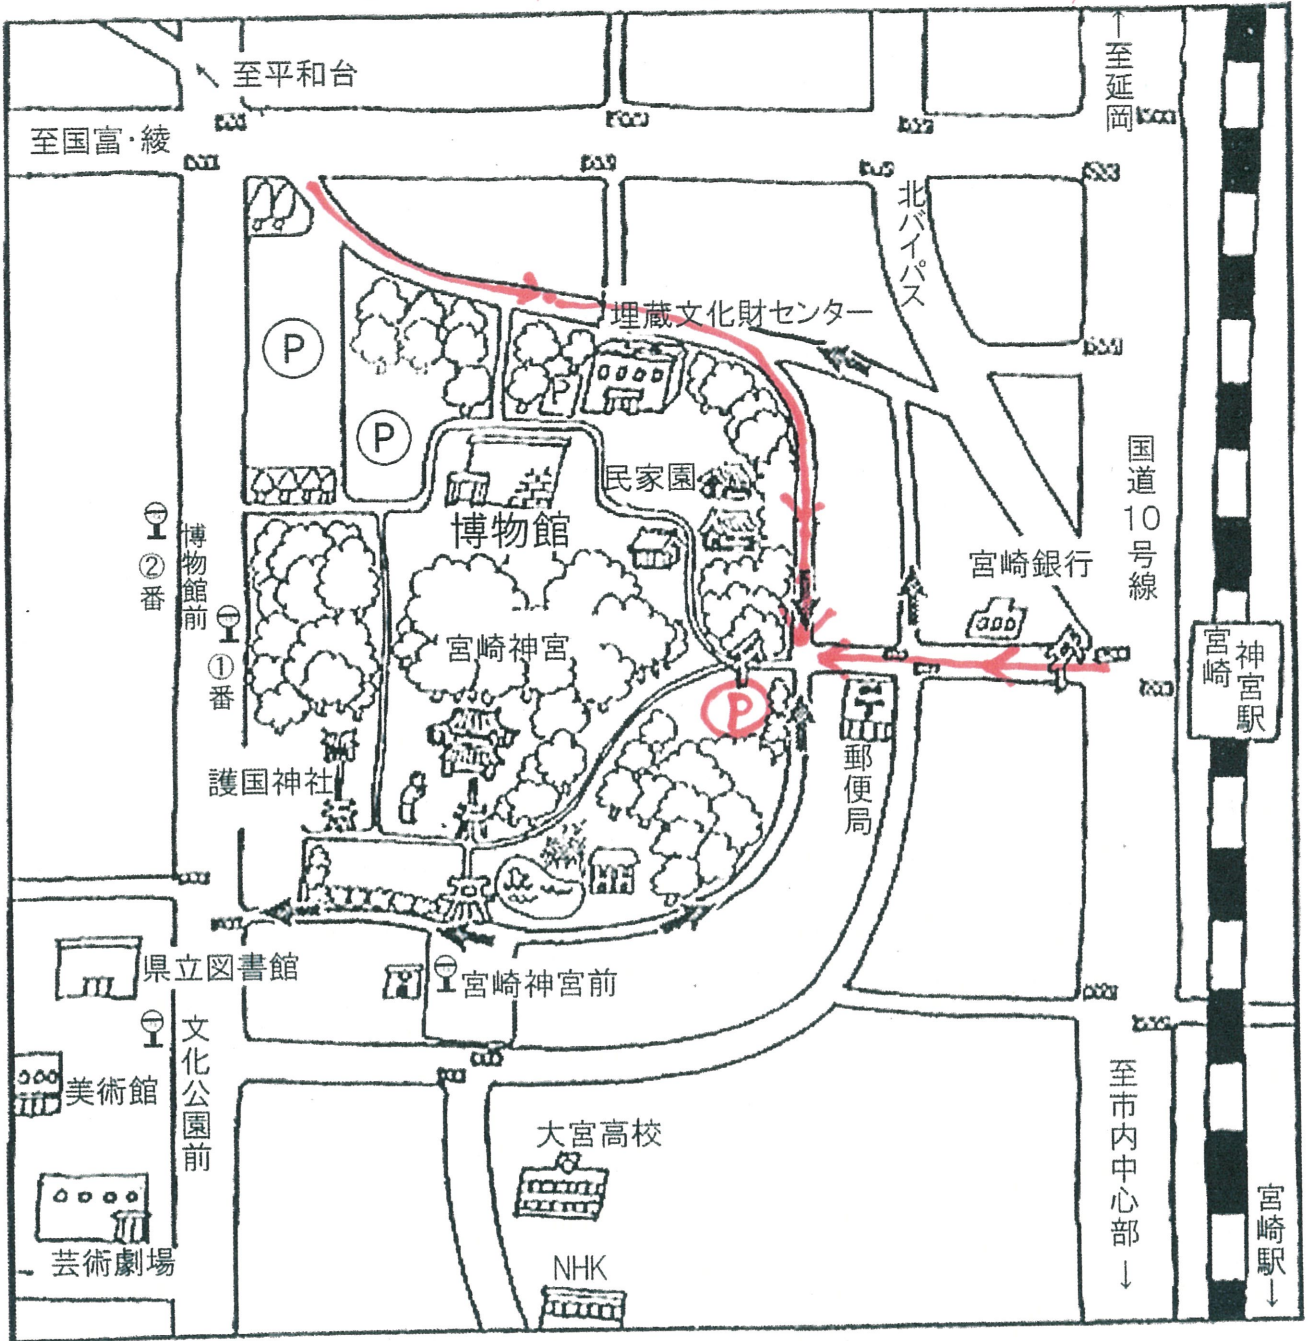 至平和台
至国富・綾
↑至延岡
北バイパス
埋蔵文化財センター
P
P
P
国道10号線
民家園
博物館
博物館前
②番
①番
宮崎銀行
宮崎神宮
宮崎神宮駅
P
郵便局
護国神社
県立図書館
宮崎神宮前
文化公園前
美術館
大宮高校
至市内中心部↓
芸術劇場
NHK
宮崎駅↓